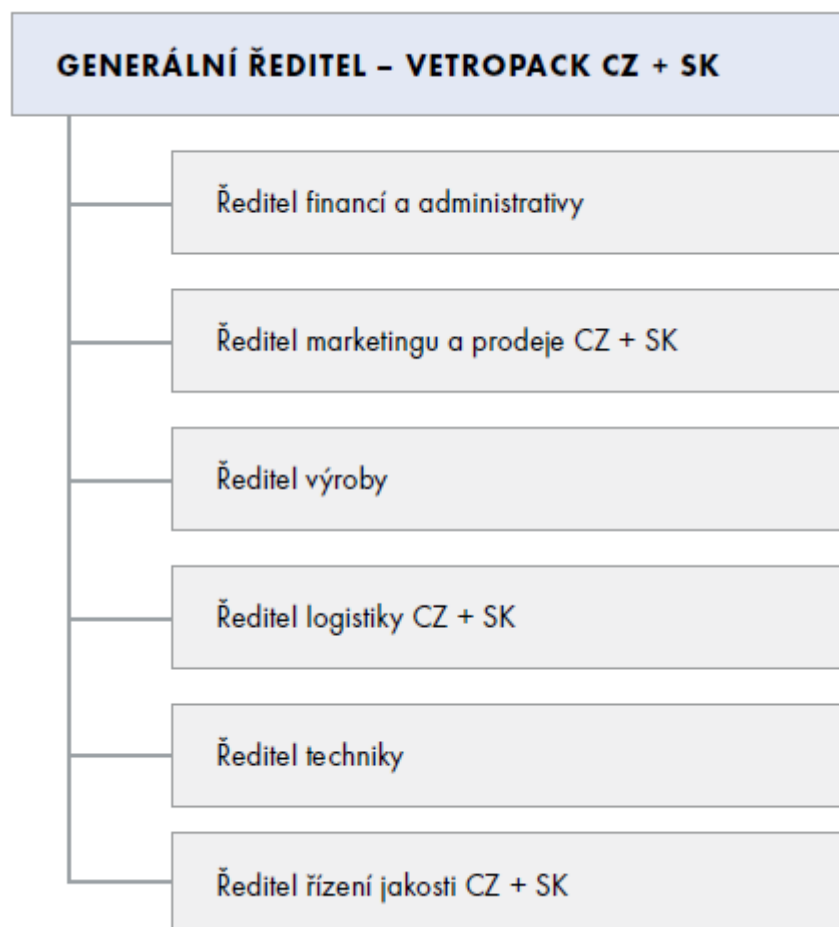 GENERÁLNÍ ŘEDITEL – VETROPACK CZ + SK
Ředitel financí a administrativy
Ředitel marketingu a prodeje CZ + SK
Ředitel výroby
Ředitel logistiky CZ + SK
Ředitel techniky
Ředitel řízení jakosti CZ + SK